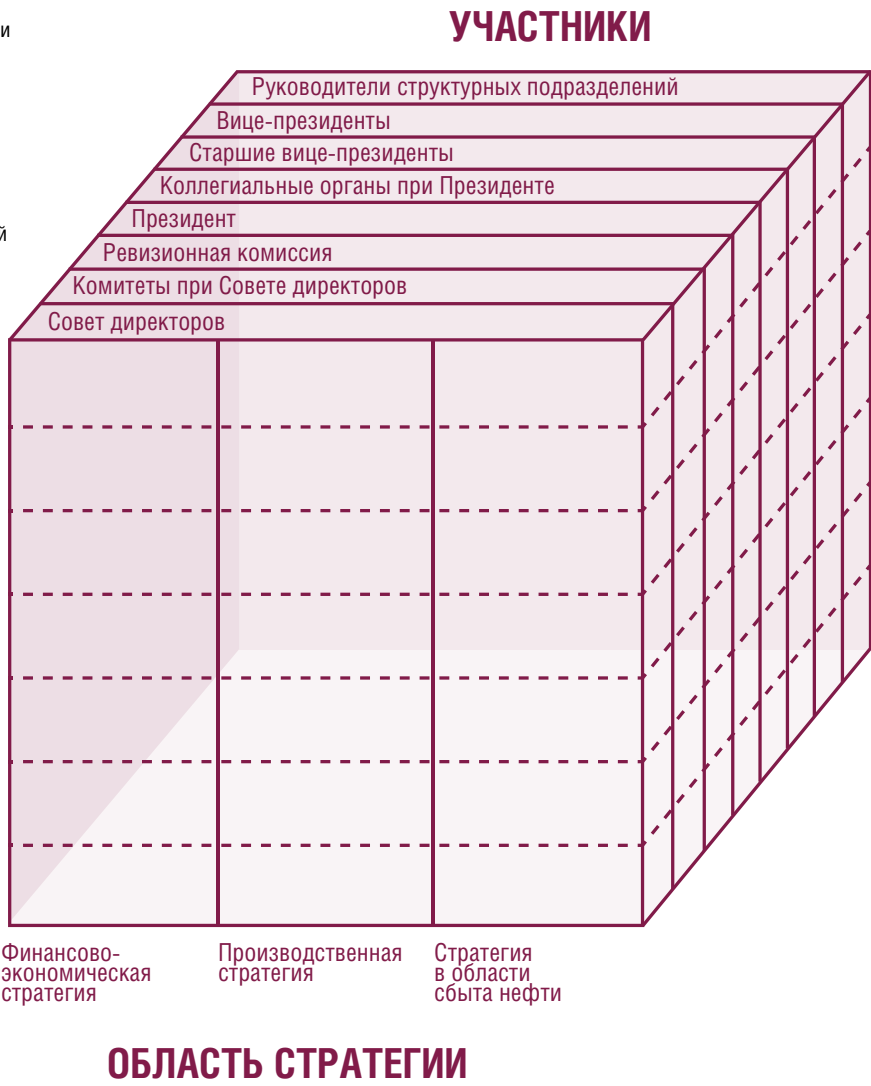 УЧАСТНИКИ
и
Руководители структурных подразделений
Вице-президенты
Старшие вице-президенты
Коллегиальные органы при Президенте
Президент
й
Ревизионная комиссия
Комитеты при Совете директоров
Совет директоров
Финансово-
экономическая
стратегия
Производственная
стратегия
Стратегия
в области
сбыта нефти
ОБЛАСТЬ СТРАТЕГИИ